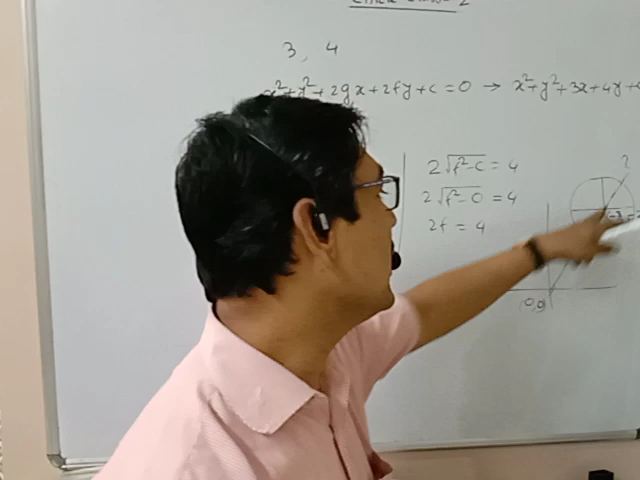 3, 4
x²+y²+2gx+2fy+c=0 → x²+y²+3x+4y+
2√f²-c = 4
2√f²-0 = 4
2f = 4
(0,0)